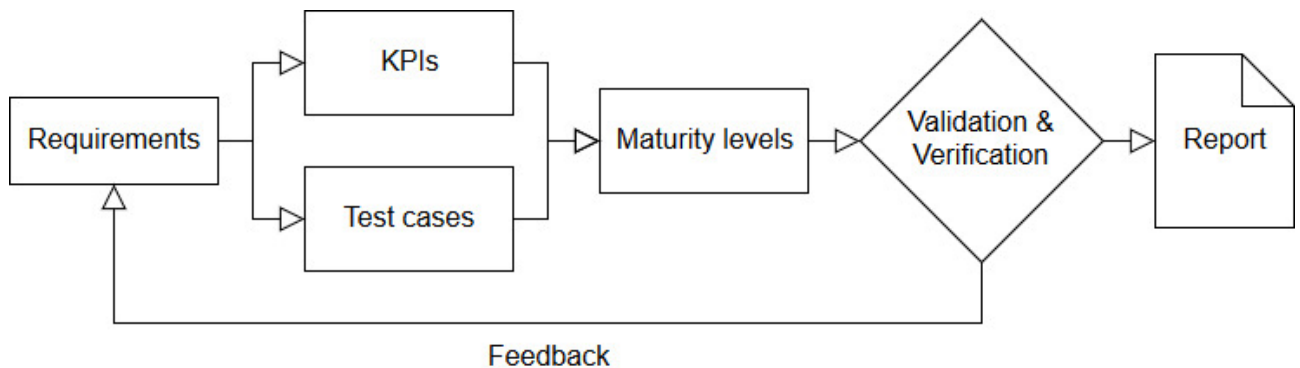 KPIs
Requirements
Test cases
Maturity levels
Validation &
Verification
Report
Feedback